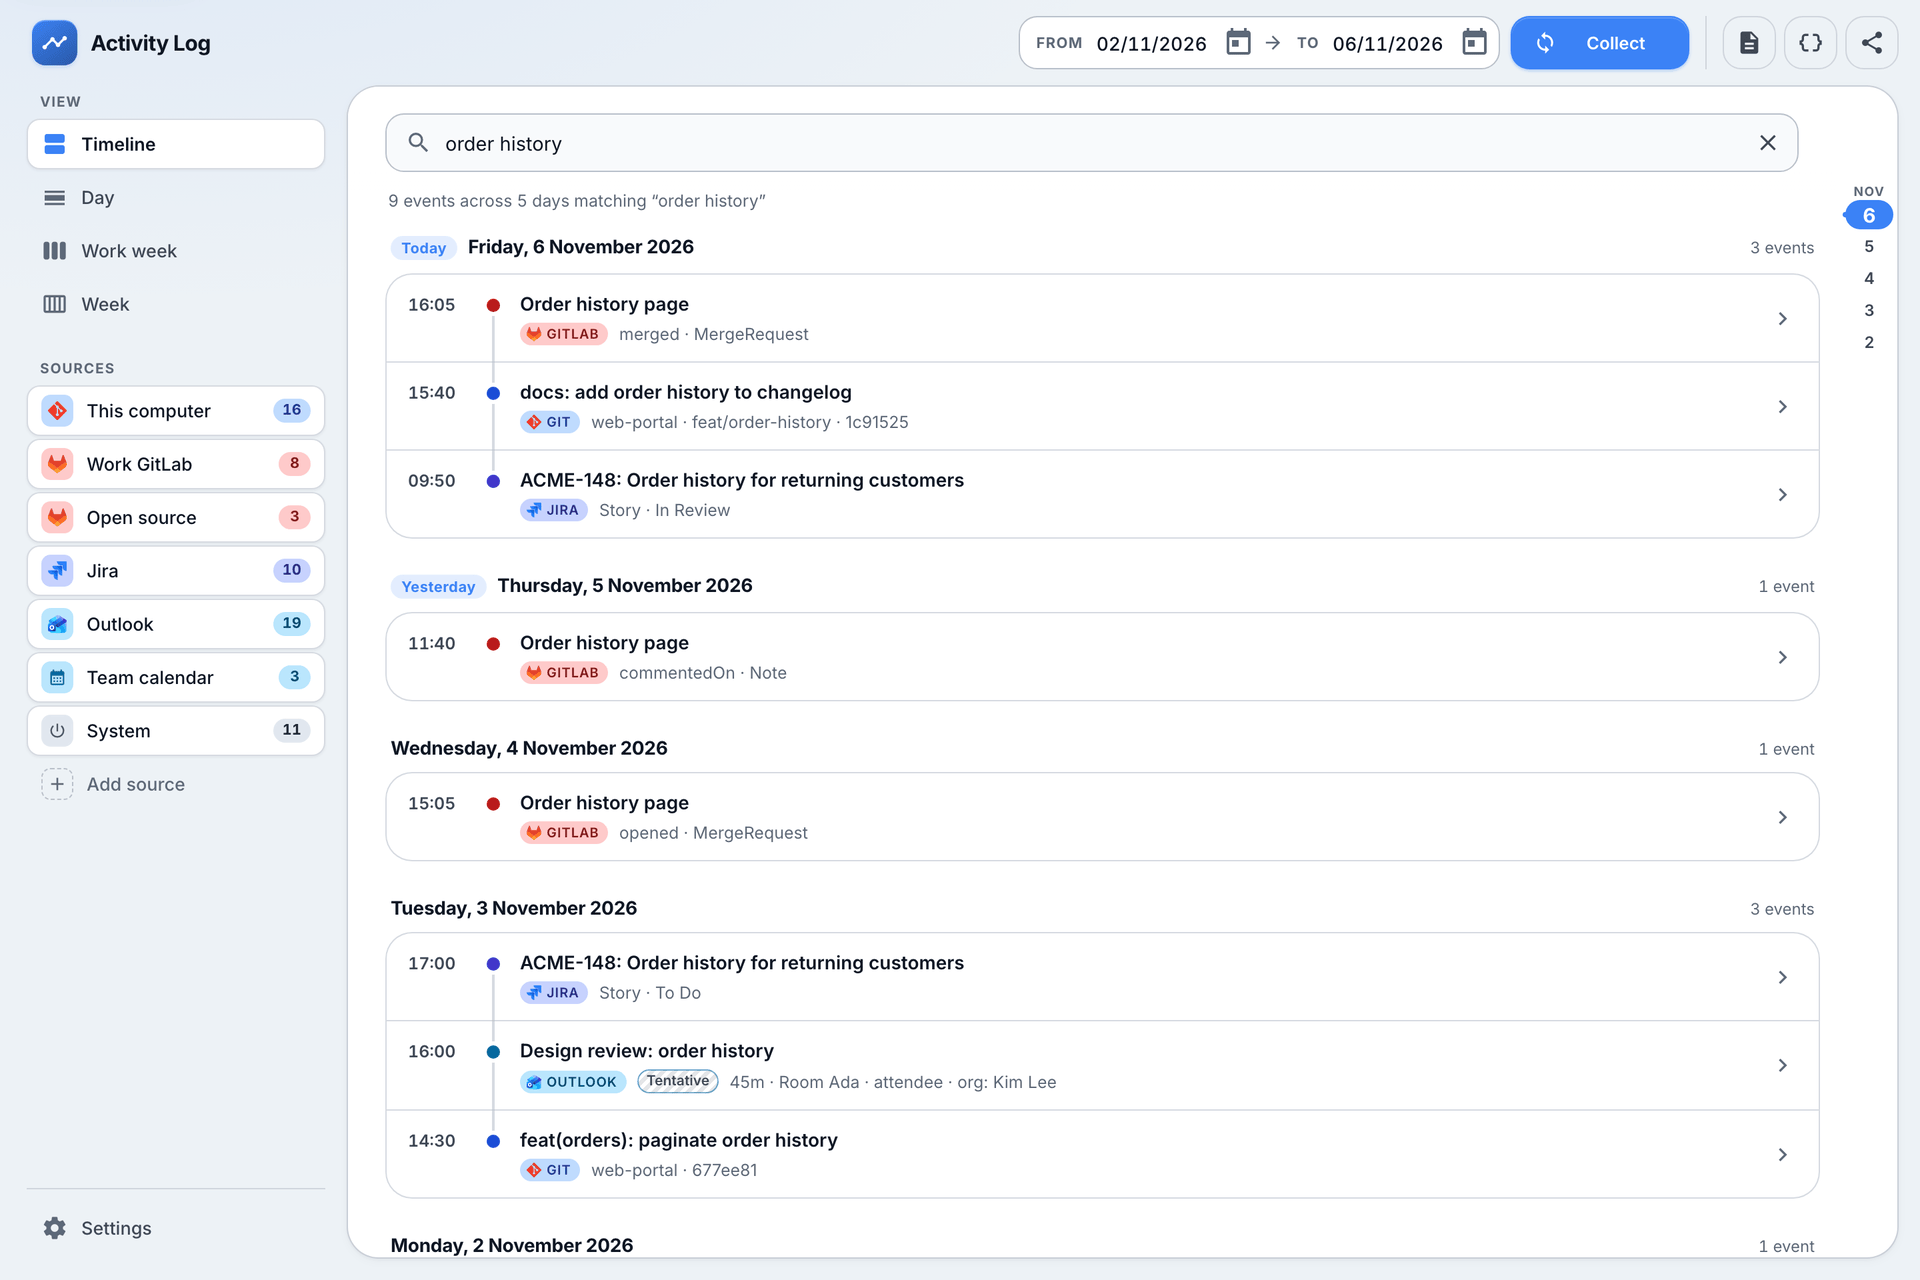 Activity Log
FROM 02/11/2026 → TO 06/11/2026
Collect
VIEW
Timeline
Day
Work week
Week
SOURCES
This computer 16
Work GitLab 8
Open source 3
Jira 10
Outlook 19
Team calendar 3
System 11
Add source
Settings
order history
9 events across 5 days matching “order history”
Today Friday, 6 November 2026 3 events
16:05 Order history page
GITLAB merged · MergeRequest
15:40 docs: add order history to changelog
GIT web-portal · feat/order-history · 1c91525
09:50 ACME-148: Order history for returning customers
JIRA Story · In Review
Yesterday Thursday, 5 November 2026 1 event
11:40 Order history page
GITLAB commentedOn · Note
Wednesday, 4 November 2026 1 event
15:05 Order history page
GITLAB opened · MergeRequest
Tuesday, 3 November 2026 3 events
17:00 ACME-148: Order history for returning customers
JIRA Story · To Do
16:00 Design review: order history
OUTLOOK Tentative 45m · Room Ada · attendee · org: Kim Lee
14:30 feat(orders): paginate order history
GIT web-portal · 677ee81
Monday, 2 November 2026 1 event
NOV
6
5
4
3
2